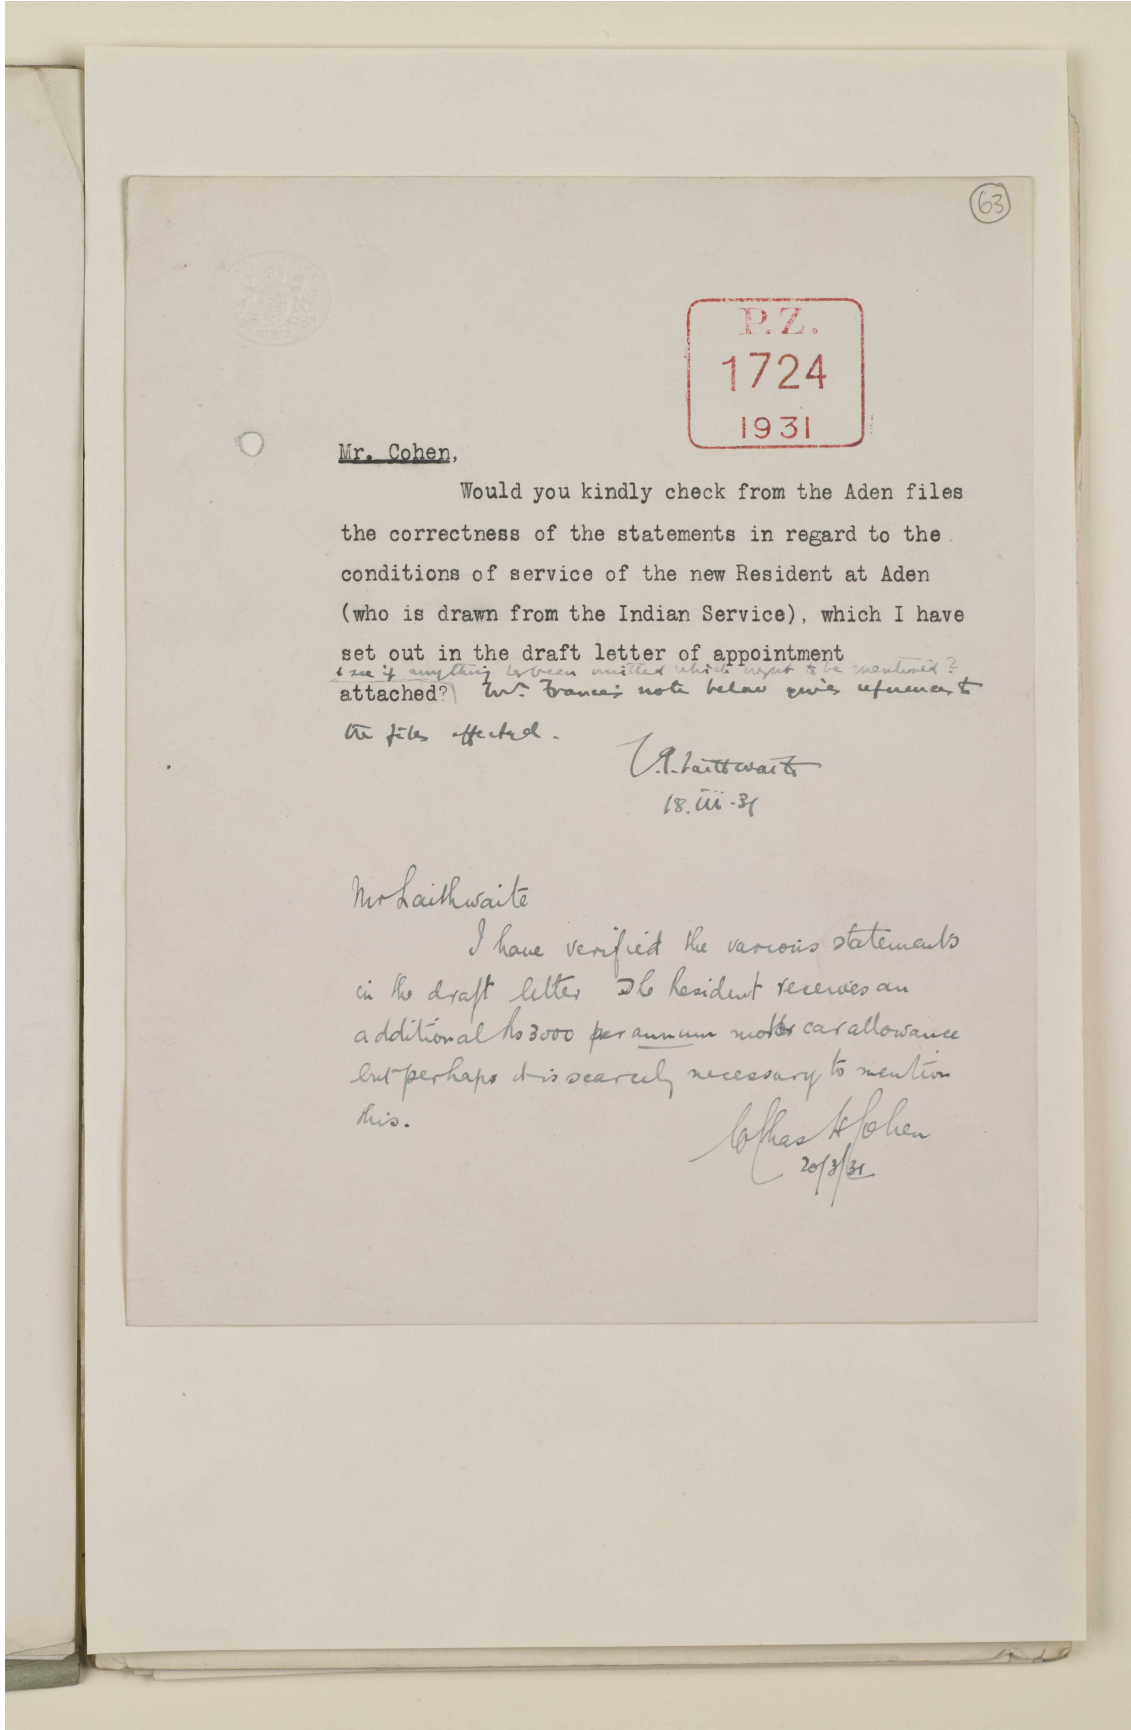 63
P.Z.
1724
1931
Mr. Cohen,
Would you kindly check from the Aden files
the correctness of the statements in regard to the
conditions of service of the new Resident at Aden
(who is drawn from the Indian Service), which I have
set out in the draft letter of appointment
& see if anything has been omitted which ought to be mentioned?
attached? Mr. Francis's note below gives references to
the files affected.
J.G. Laithwaite
18.iii.31
Mr Laithwaite
I have verified the various statements
in the draft letter The Resident receives an
additional Rs 3000 per annum motor car allowance
but perhaps it is scarcely necessary to mention
this.
Chas H Cohen
20/3/31